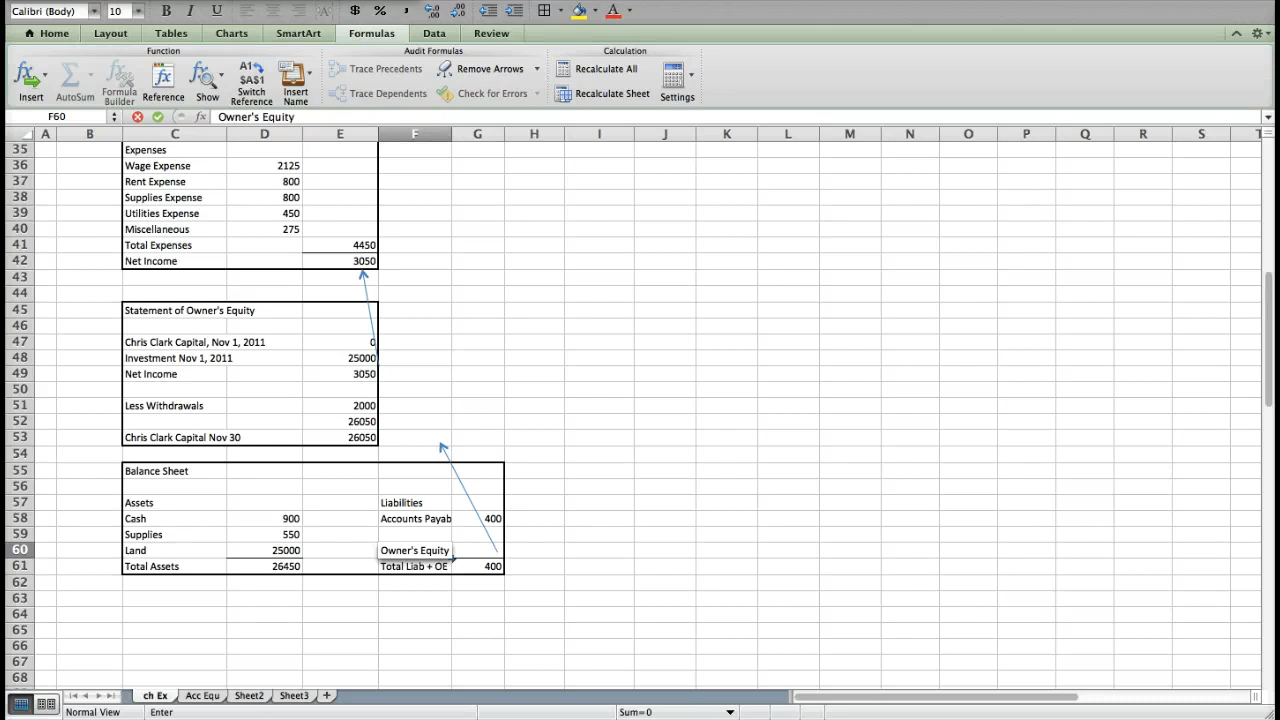 Calibri (Body) 10 B I U A $ % , A
Home Layout Tables Charts SmartArt Formulas Data Review
Function Audit Formulas Calculation
fx Σ fx fx fx A1 $A$1
Trace Precedents Remove Arrows Recalculate All
Trace Dependents Check for Errors Recalculate Sheet
Insert AutoSum Formula Builder Reference Show Switch Reference Insert Name Settings
F60 fx Owner's Equity
A B C D E F G H I J K L M N O P Q R S T
35 Expenses
36 Wage Expense 2125
37 Rent Expense 800
38 Supplies Expense 800
39 Utilities Expense 450
40 Miscellaneous 275
41 Total Expenses 4450
42 Net Income 3050
43
44
45 Statement of Owner's Equity
46
47 Chris Clark Capital, Nov 1, 2011 0
48 Investment Nov 1, 2011 25000
49 Net Income 3050
50
51 Less Withdrawals 2000
52 26050
53 Chris Clark Capital Nov 30 26050
54
55 Balance Sheet
56
57 Assets Liabilities
58 Cash 900 Accounts Payab 400
59 Supplies 550
60 Land 25000 Owner's Equity
61 Total Assets 26450 Total Liab + OE 400
62
63
64
65
66
67
68
ch Ex Acc Equ Sheet2 Sheet3 +
Normal View Enter Sum=0